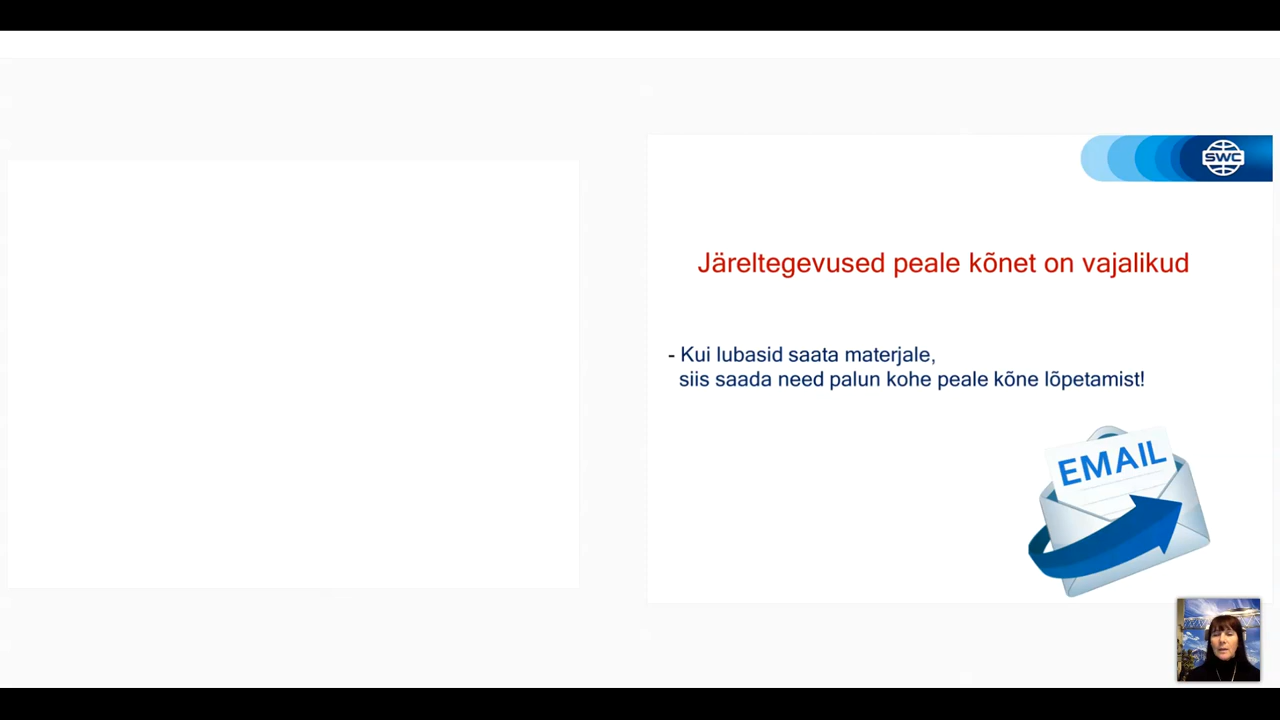 SWC
Järeltegevused peale kõnet on vajalikud
- Kui lubasid saata materjale,
siis saada need palun kohe peale kõne lõpetamist!
EMAIL